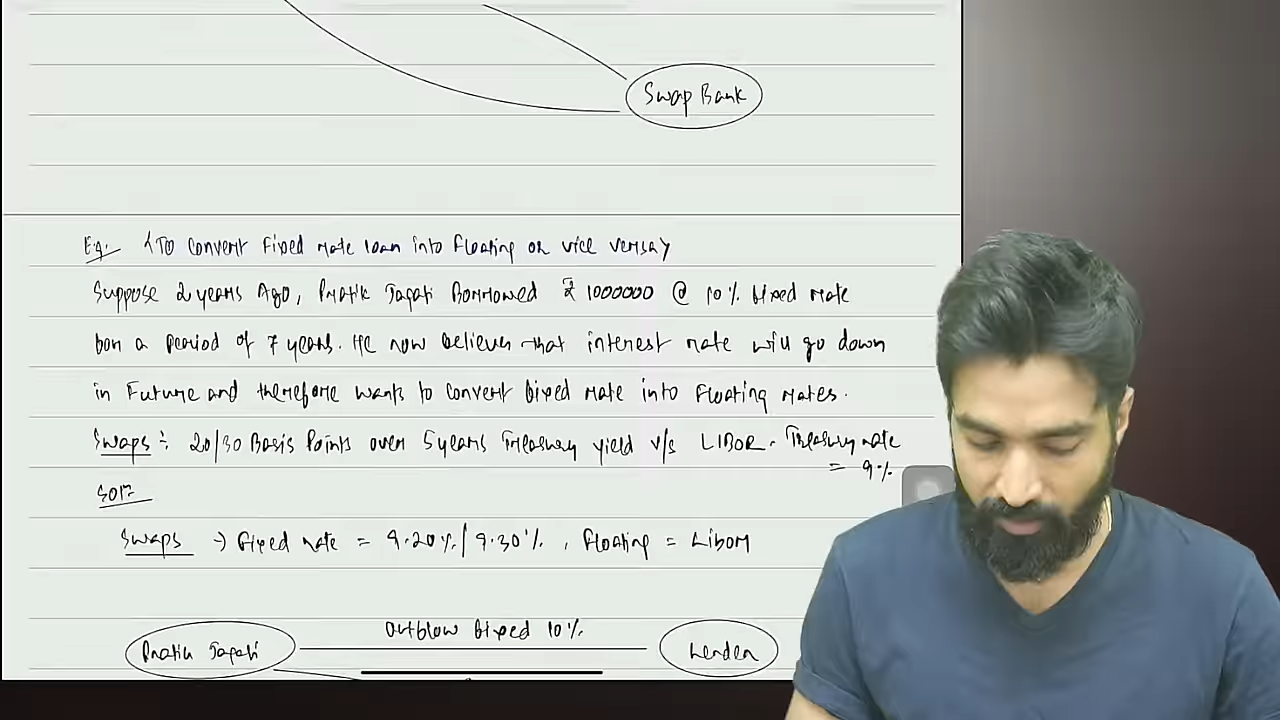 Swap Bank
Eg:- {To convert Fixed rate loan into Floating or vice versa}
Suppose 2 years Ago, Pratik Jagati Borrowed ₹ 1000000 @ 10% fixed rate
for a period of 7 years. He now believes that interest rate will go down
in Future and therefore wants to convert fixed rate into Floating rates.
Swaps :- 20/30 Basis Points over 5 years Treasury yield v/s LIBOR. Treasury rate
= 9%
Soln
Swaps → Fixed rate = 9.20% / 9.30%, Floating = Libor
Outflow fixed 10%
Pratik Jagati
Lender